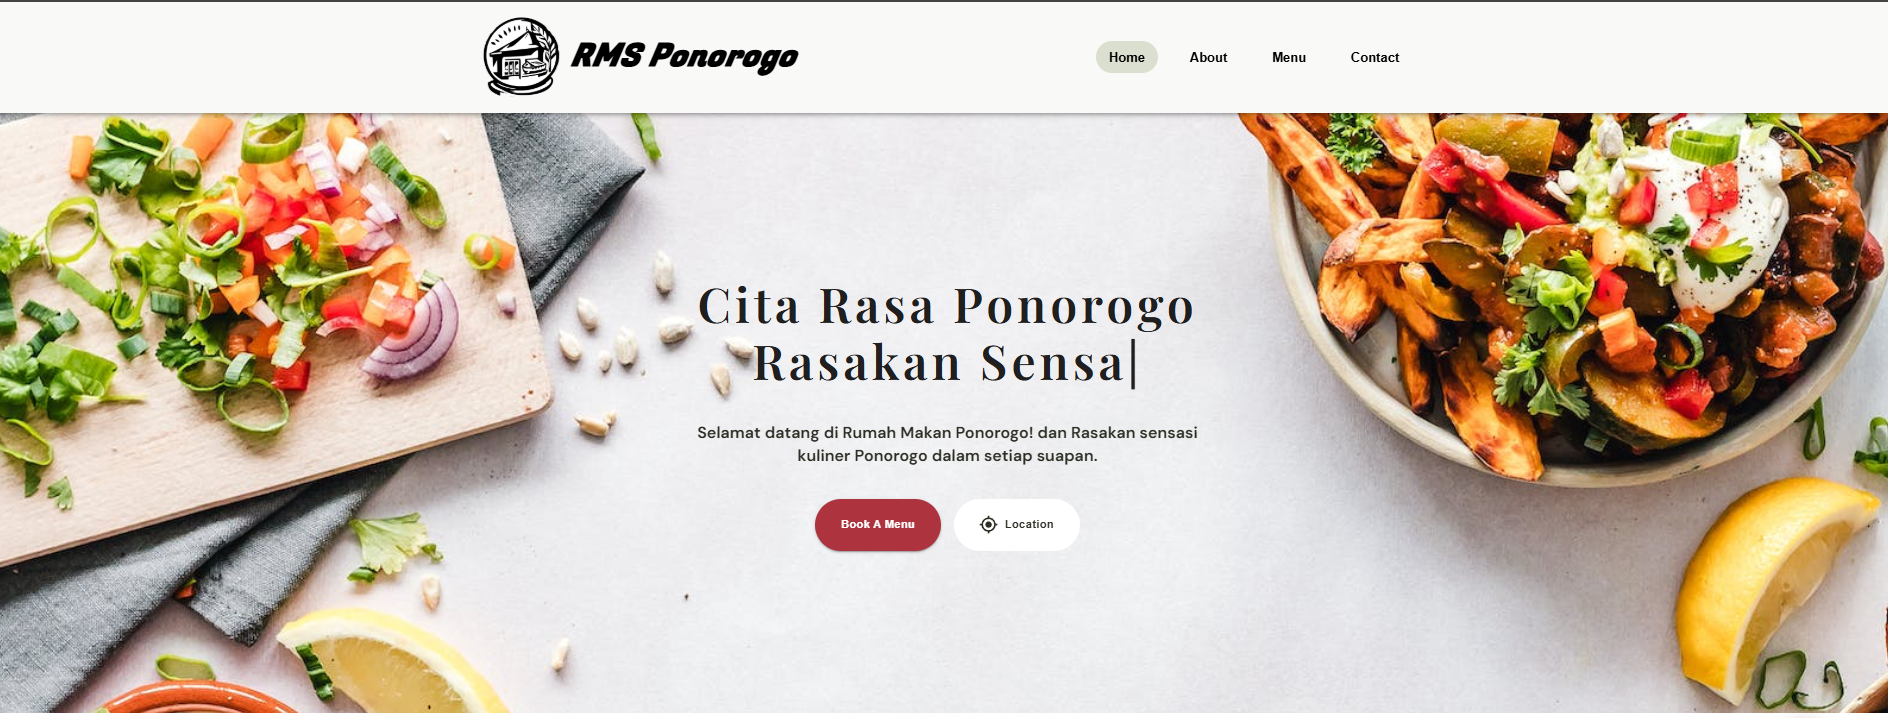 RMS Ponorogo
Home About Menu Contact
Cita Rasa Ponorogo
Rasakan Sensa|
Selamat datang di Rumah Makan Ponorogo! dan Rasakan sensasi
kuliner Ponorogo dalam setiap suapan.
Book A Menu Location